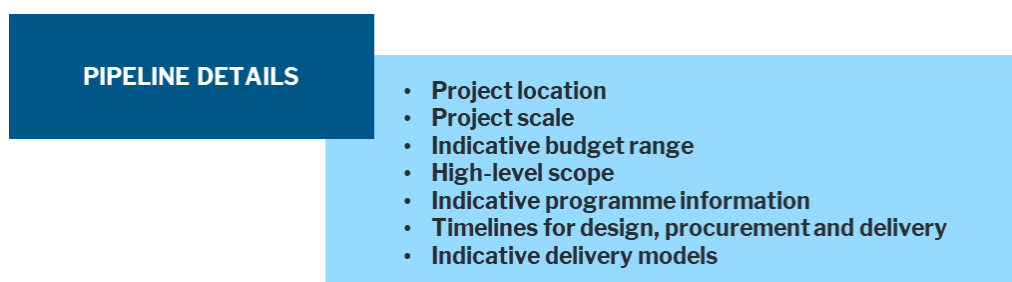 PIPELINE DETAILS
• Project location
• Project scale
• Indicative budget range
• High-level scope
• Indicative programme information
• Timelines for design, procurement and delivery
• Indicative delivery models